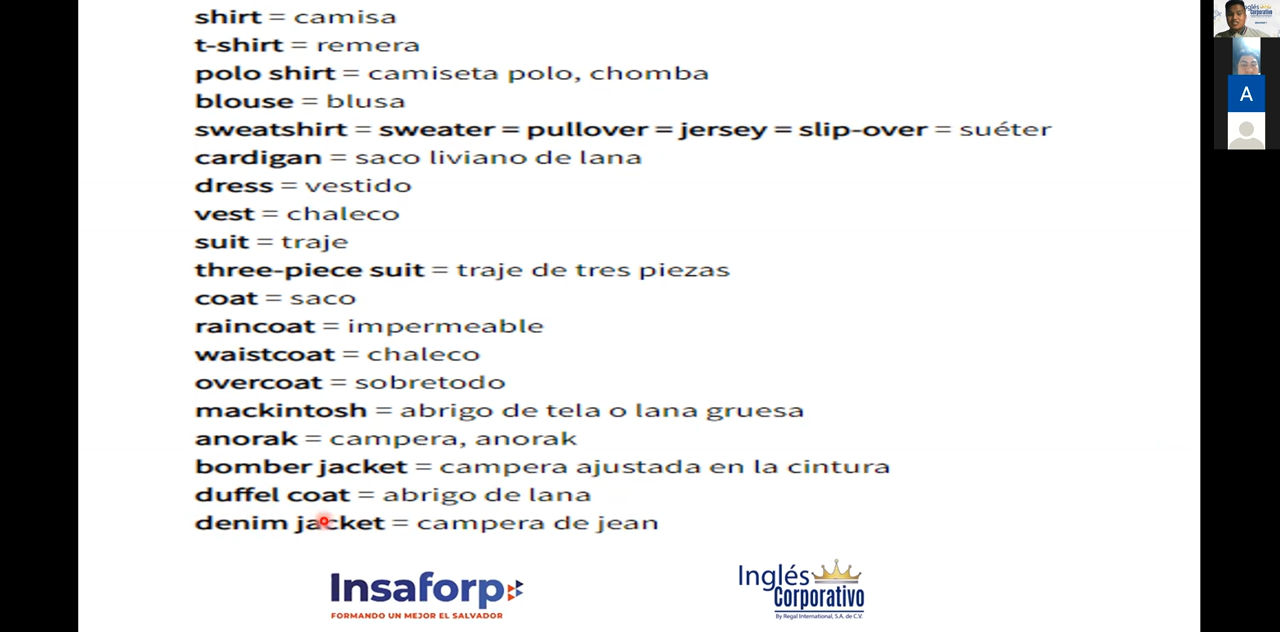 shirt = camisa
t-shirt = remera
polo shirt = camiseta polo, chomba
blouse = blusa
sweatshirt = sweater = pullover = jersey = slip-over = suéter
cardigan = saco liviano de lana
dress = vestido
vest = chaleco
suit = traje
three-piece suit = traje de tres piezas
coat = saco
raincoat = impermeable
waistcoat = chaleco
overcoat = sobretodo
mackintosh = abrigo de tela o lana gruesa
anorak = campera, anorak
bomber jacket = campera ajustada en la cintura
duffel coat = abrigo de lana
denim jacket = campera de jean
Insaforp
FORMANDO UN MEJOR EL SALVADOR
Inglés
Corporativo
By Regal International, S.A. de C.V.
Inglés
Corporativo
A